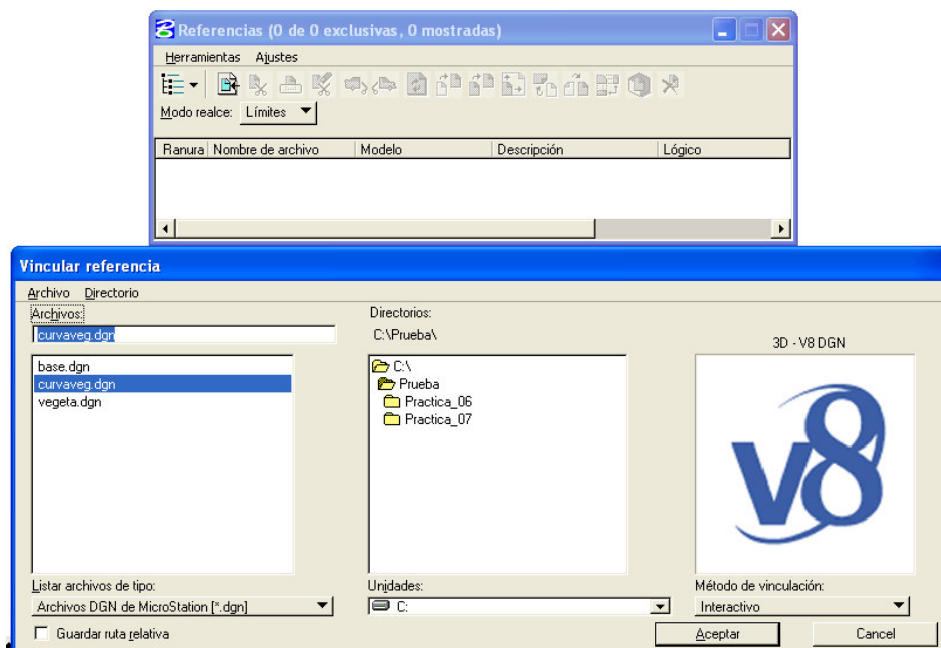 Referencias (0 de 0 exclusivas, 0 mostradas)
Herramientas Ajustes
Modo realce: Límites
Ranura Nombre de archivo Modelo Descripción Lógico
Vincular referencia
Archivo Directorio
Archivos:
curvaveg.dgn
base.dgn
curvaveg.dgn
vegeta.dgn
Listar archivos de tipo:
Archivos DGN de MicroStation [*.dgn]
Guardar ruta relativa
Directorios:
C:\Prueba\
C:\
Prueba
Practica_06
Practica_07
Unidades:
C:
3D - V8 DGN
v8
Método de vinculación:
Interactivo
Aceptar Cancel